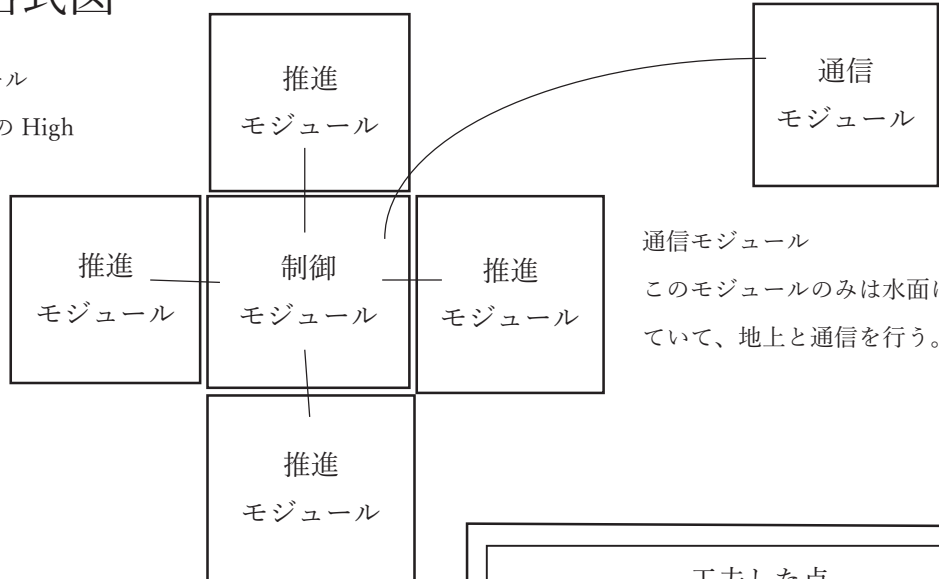 式図
ール
の High
推進
モジュール
通信
モジュール
推進
モジュール
制御
モジュール
推進
モジュール
通信モジュール
このモジュールのみは水面に
ていて、地上と通信を行う。
推進
モジュール
工夫した点